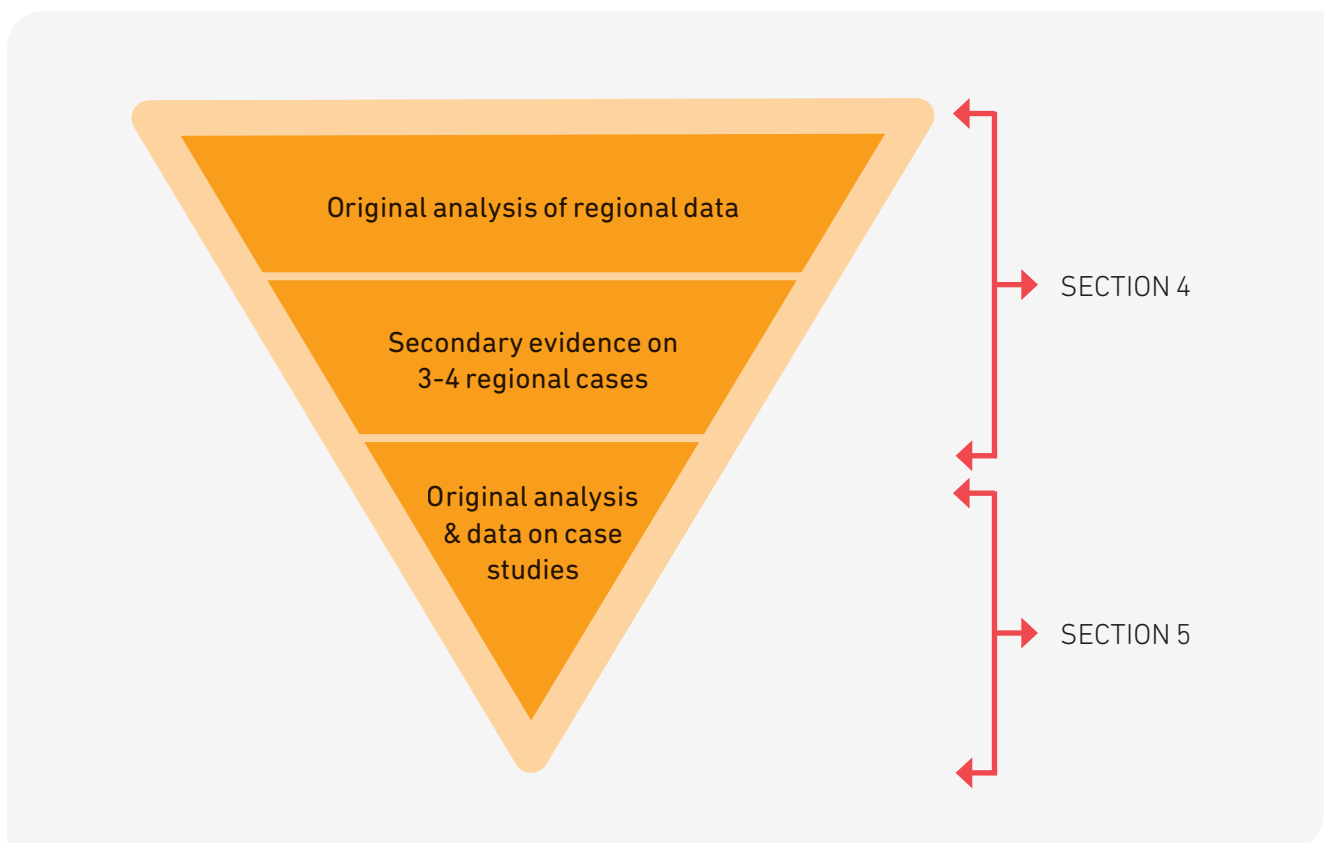 Original analysis of regional data
Secondary evidence on
3-4 regional cases
Original analysis
& data on case
studies
SECTION 4
SECTION 5